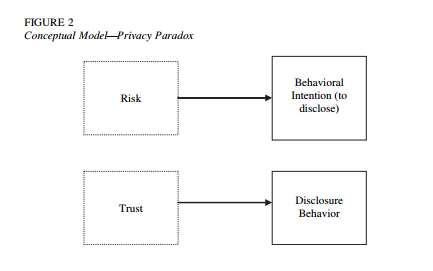 FIGURE 2
Conceptual Model—Privacy Paradox
Risk
Behavioral
Intention (to
disclose)
Trust
Disclosure
Behavior